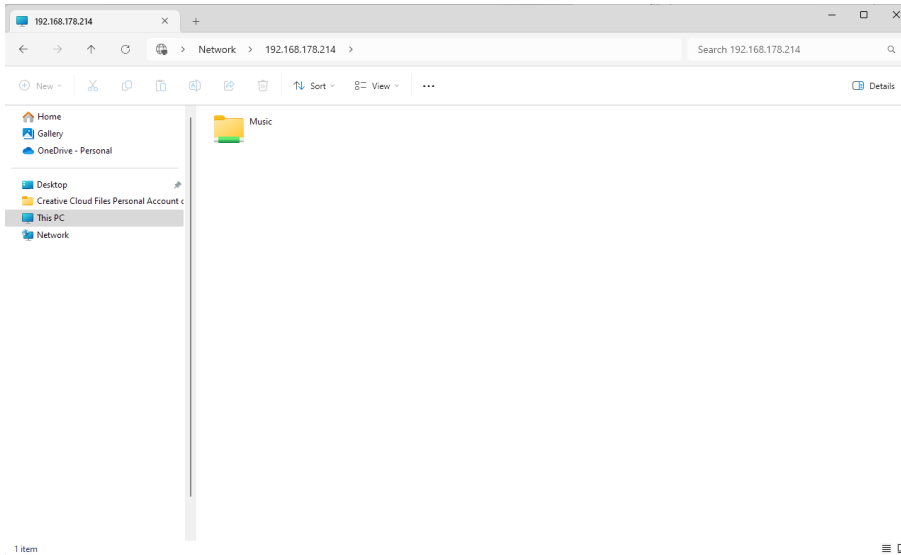 192.168.178.214
Network > 192.168.178.214 >
Search 192.168.178.214
New
Sort
View
Details
Home
Gallery
OneDrive - Personal
Desktop
Creative Cloud Files Personal Account
This PC
Network
Music
1 item